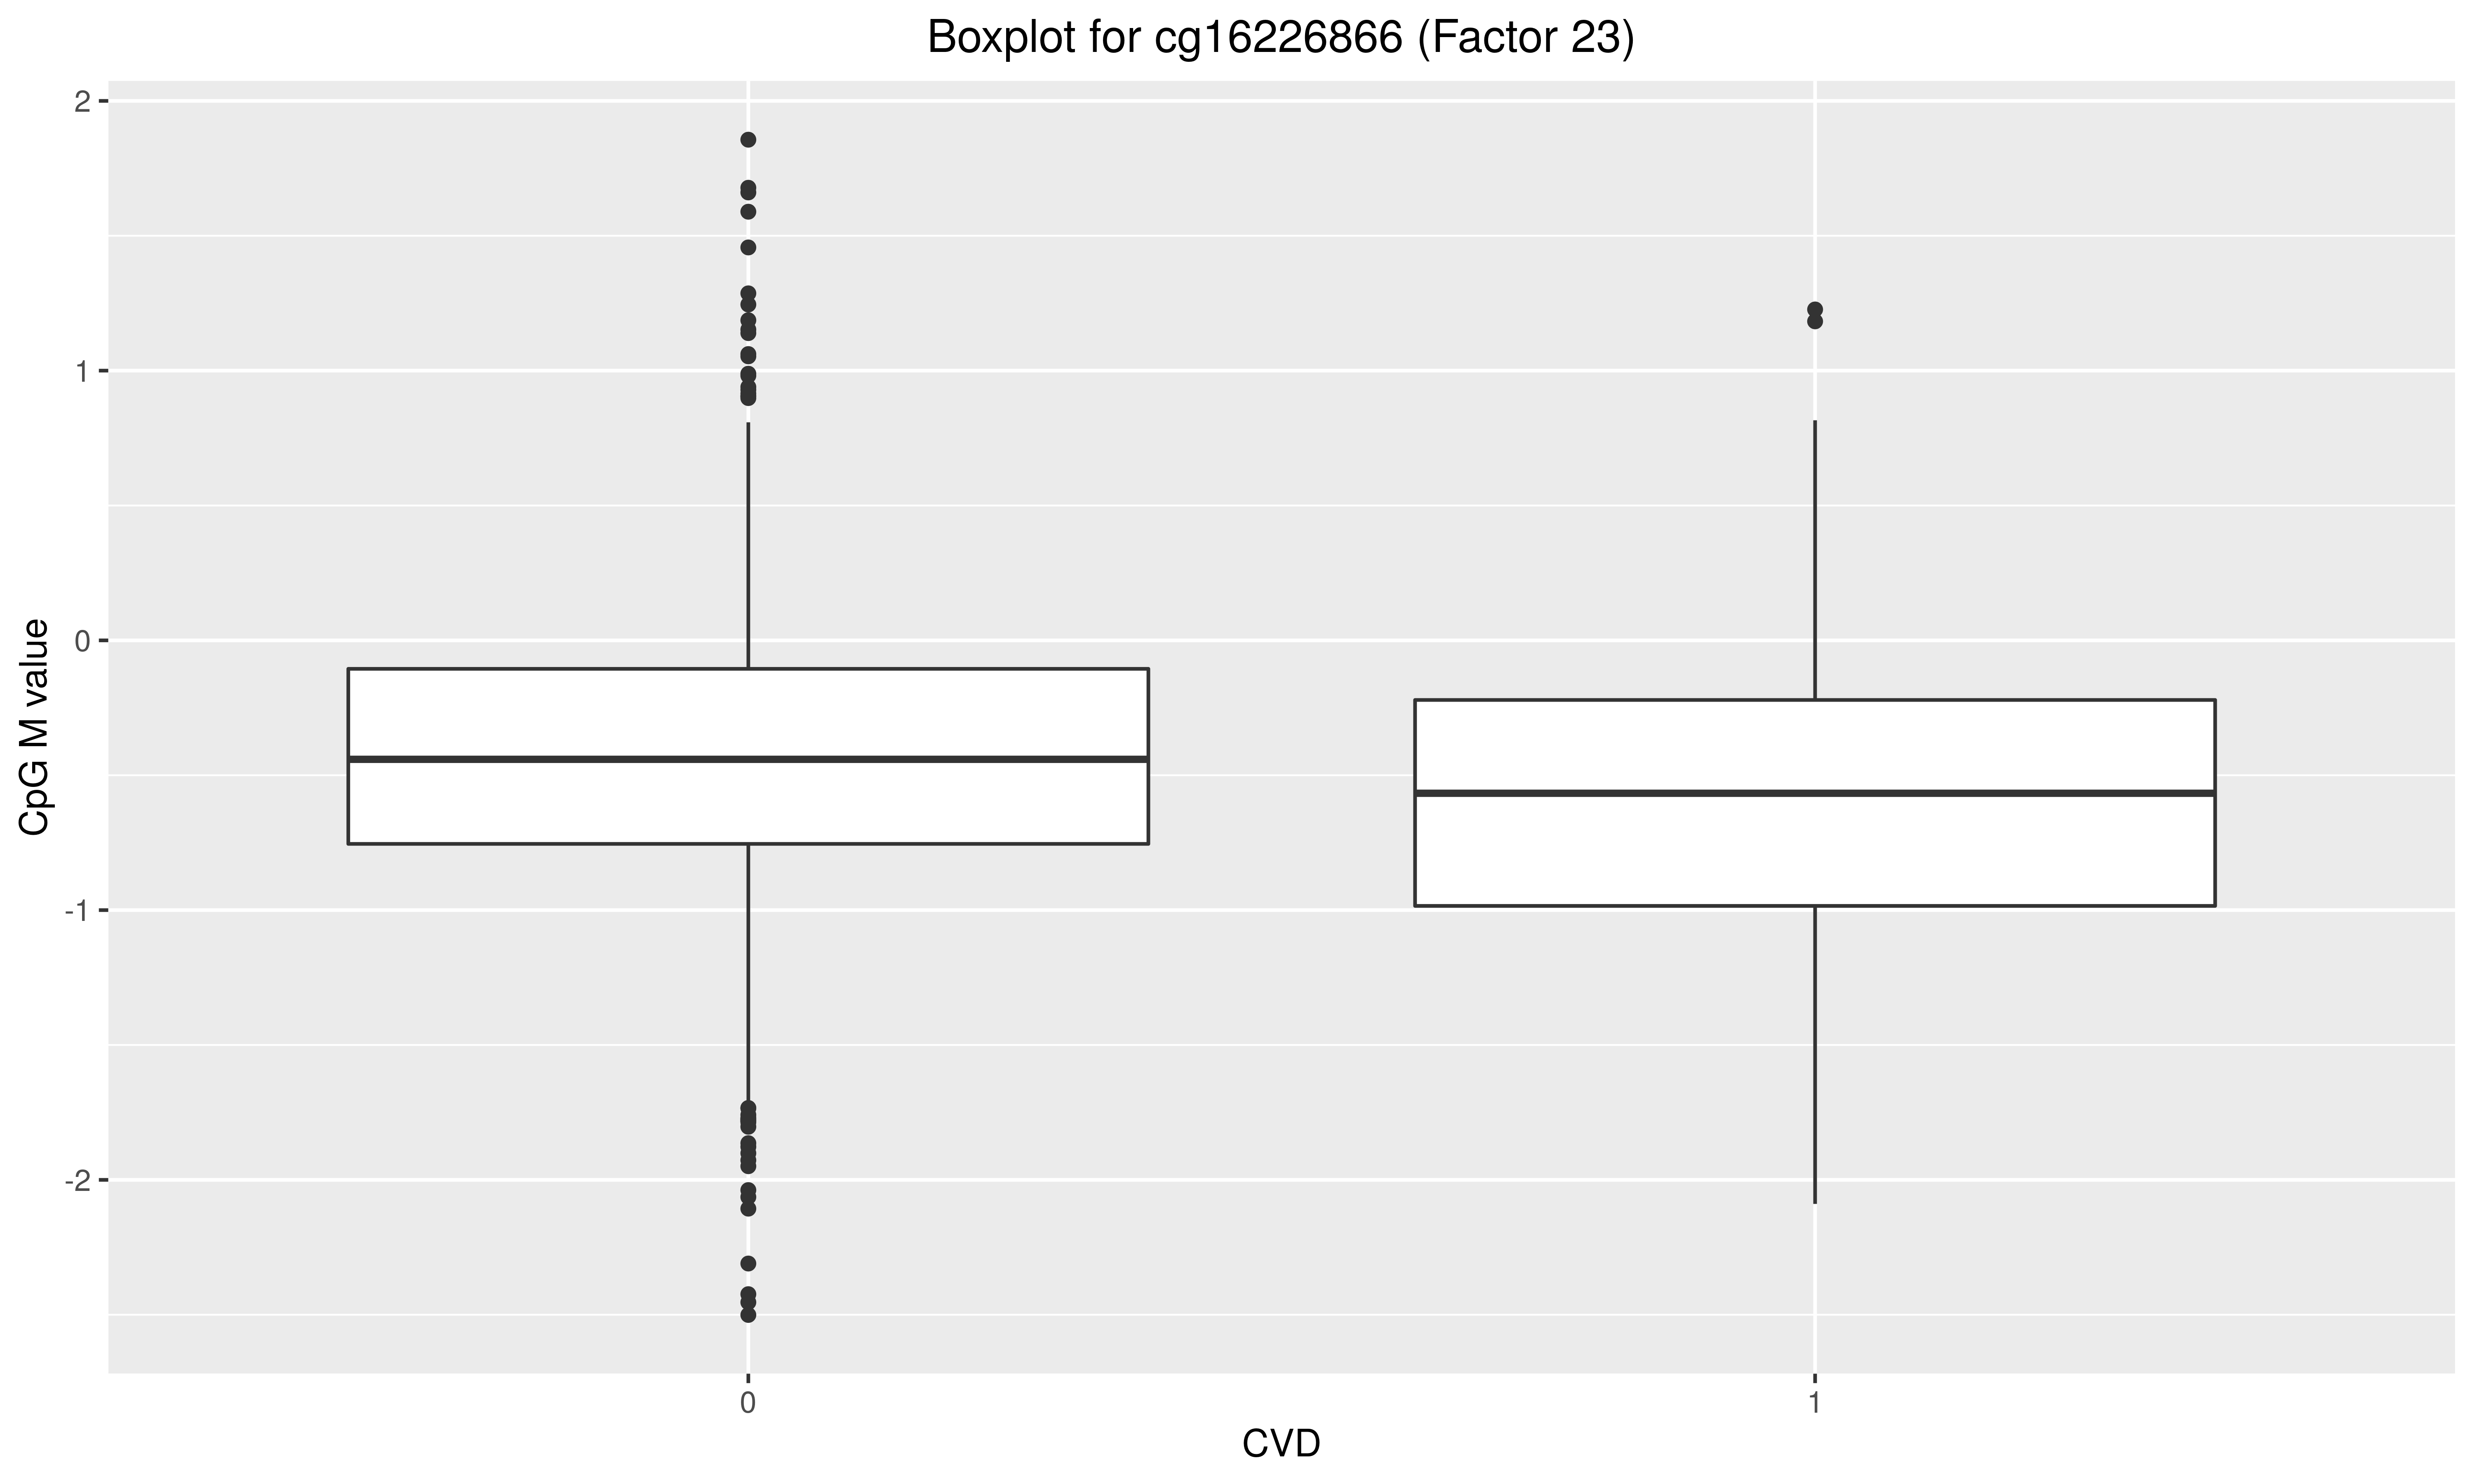 Boxplot for cg16226866 (Factor 23)
2
1
0
-1
-2
CpG M value
0 1
CVD